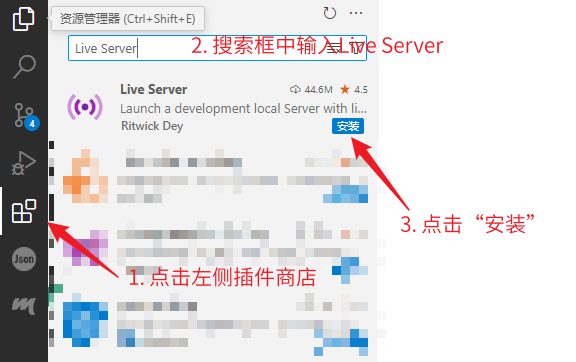 资源管理器 (Ctrl+Shift+E)
Live Server
2. 搜索框中输入Live Server
Live Server
44.6M
4.5
Launch a development local Server with li...
Ritwick Dey
安装
4
3. 点击“安装”
Json
1. 点击左侧插件商店